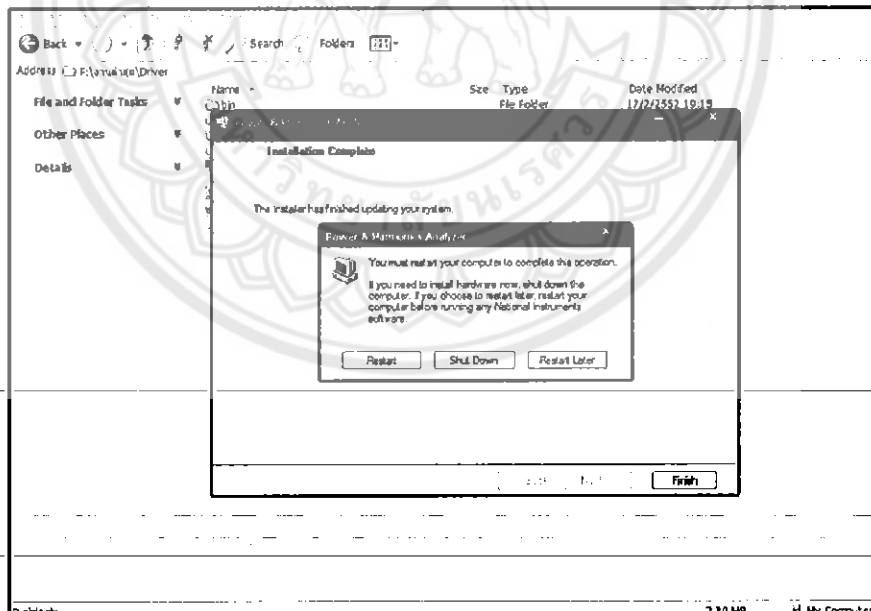 Back
Search
Folders
Address
Driver
File and Folder Tasks
Name
Size
Type
Date Modified
bin
File Folder
17/2/2552 19:19
Other Places
Details
Installation Complete
The installer has finished updating your system.
Power & Harmonics Analyzer
You must restart your computer to complete this operation.
If you need to install hardware now, shut down the
computer. If you choose to restart later, restart your
computer before running any National Instruments
software.
Restart
Shut Down
Restart Later
Finish
My Computer